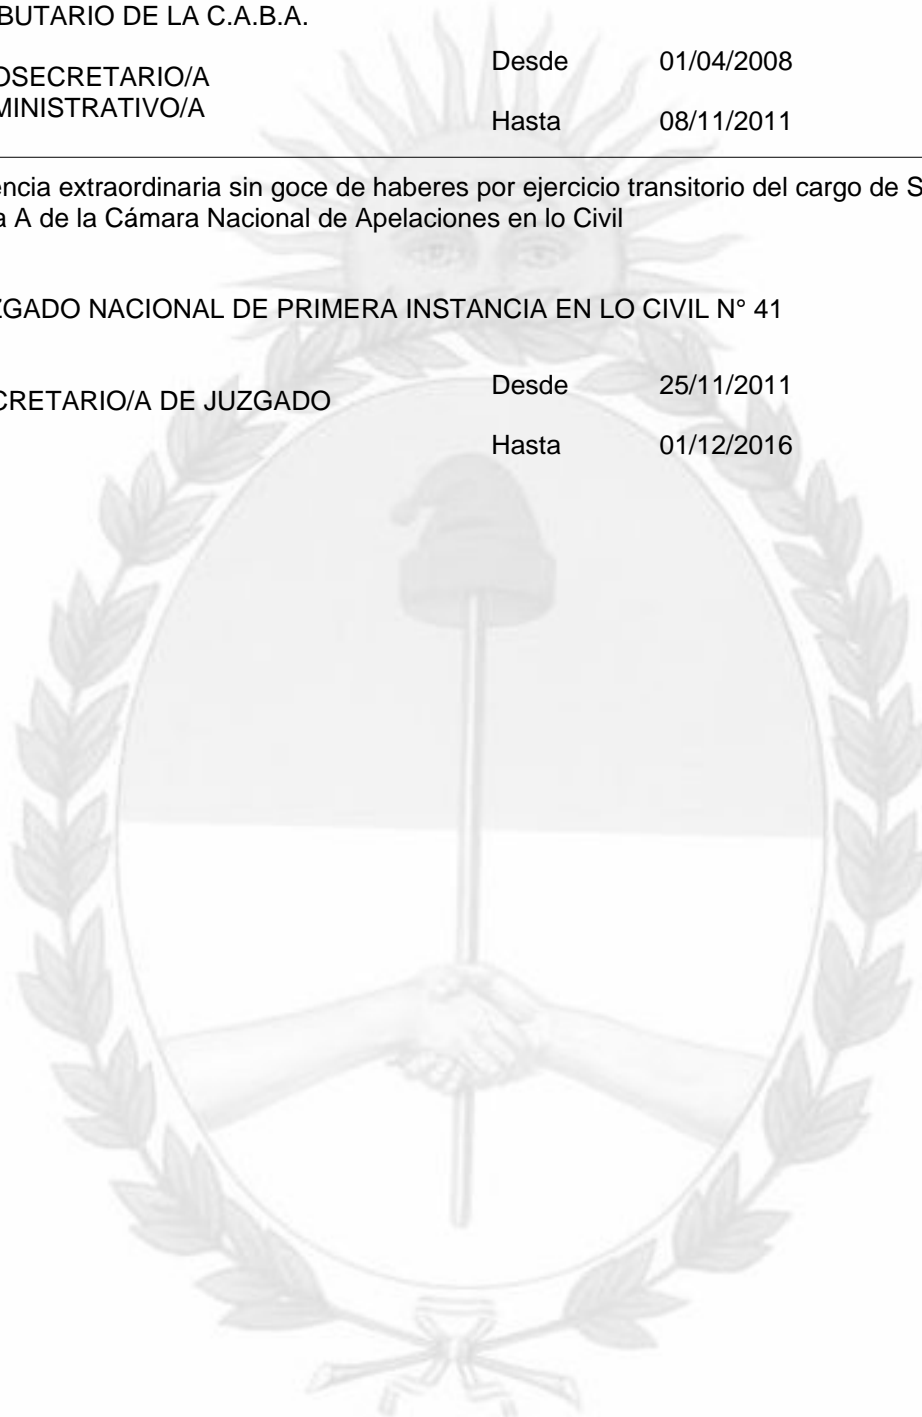 BUTARIO DE LA C.A.B.A.
OSECRETARIO/A
MINISTRATIVO/A
Desde 01/04/2008
Hasta 08/11/2011
encia extraordinaria sin goce de haberes por ejercicio transitorio del cargo de S
a A de la Cámara Nacional de Apelaciones en lo Civil
ZGADO NACIONAL DE PRIMERA INSTANCIA EN LO CIVIL N° 41
CRETARIO/A DE JUZGADO
Desde 25/11/2011
Hasta 01/12/2016